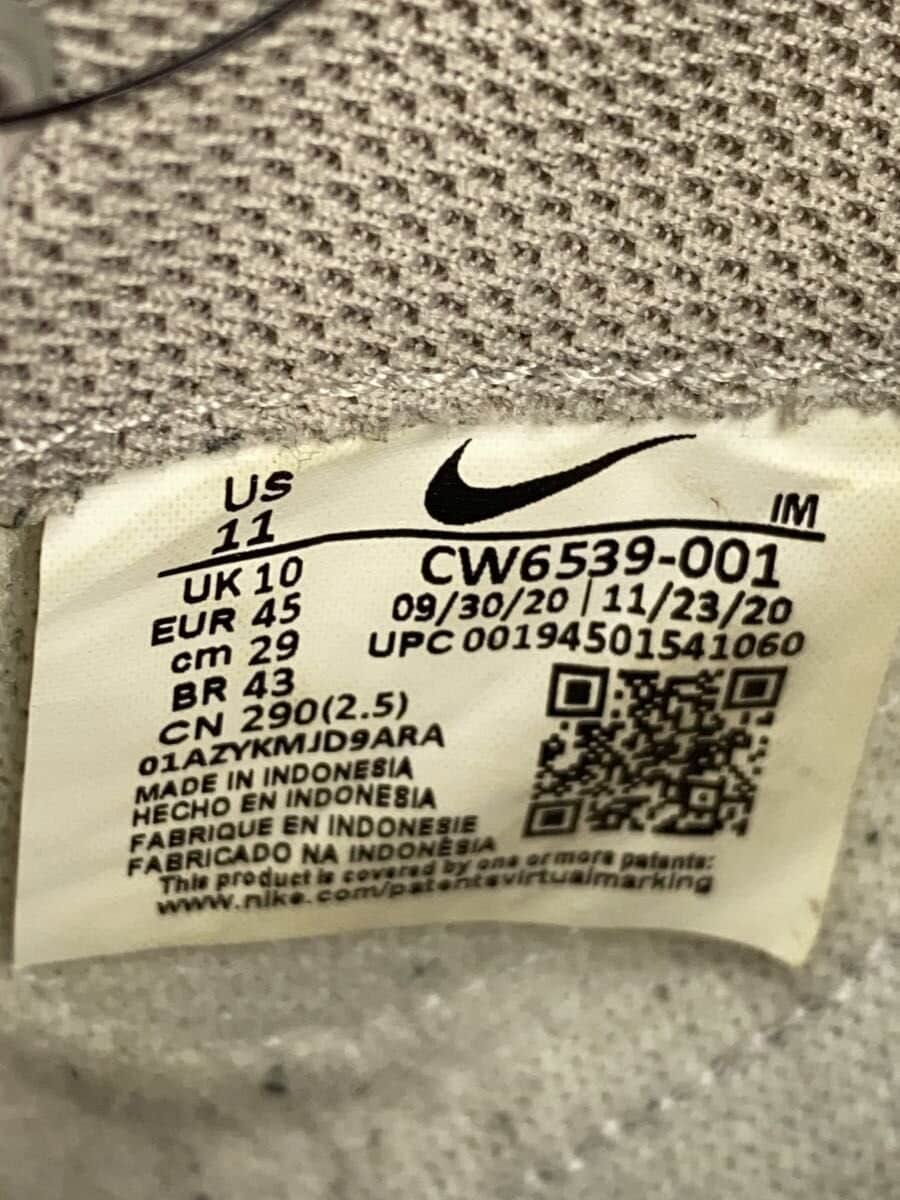 US
11
IM
UK 10
EUR 45
cm 29
BR 43
CN 290(2.5)
01AZYKMJD9ARA
CW6539-001
09/30/20 | 11/23/20
UPC 00194501541060
MADE IN INDONESIA
HECHO EN INDONESIA
FABRIQUE EN INDONESIE
FABRICADO NA INDONÈSIA
This product is covered by one or more patents:
www.nike.com/patentsvirtualmarking